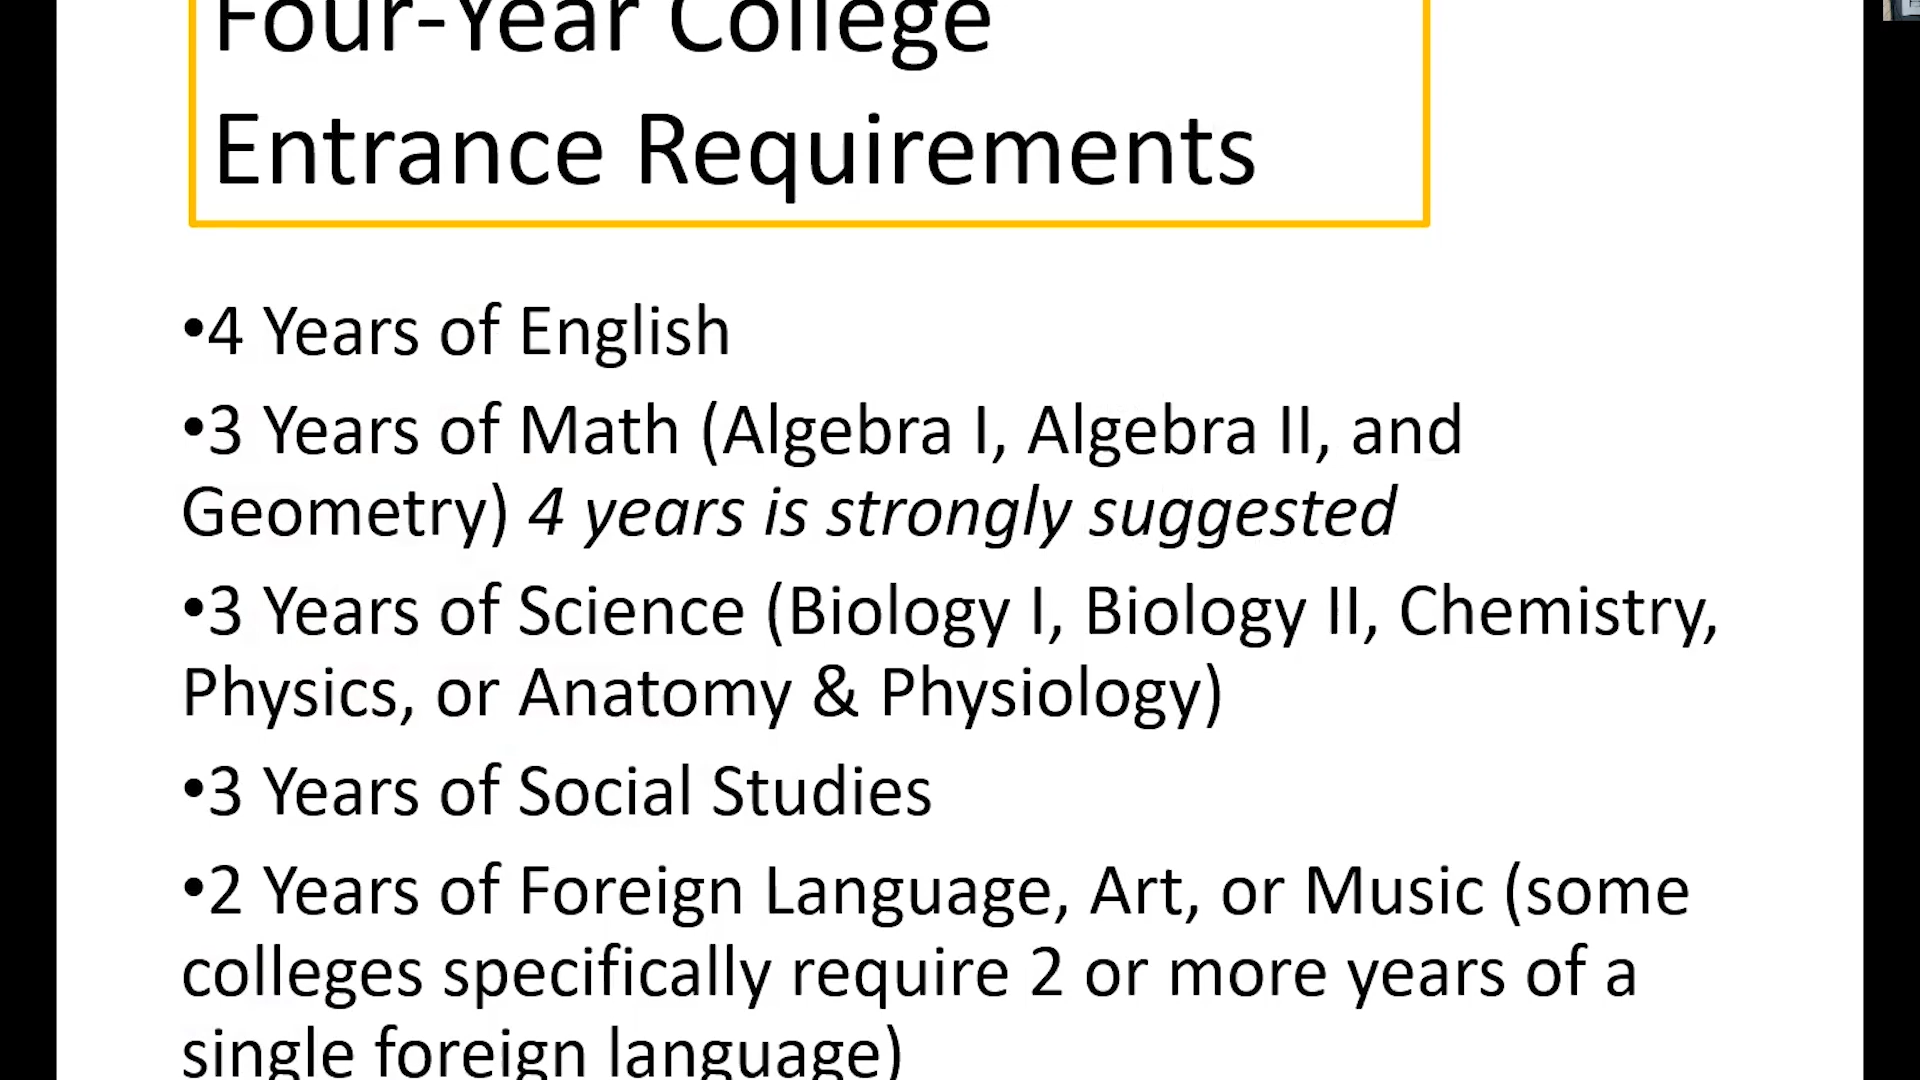 Four-Year College
Entrance Requirements
•4 Years of English
•3 Years of Math (Algebra I, Algebra II, and
Geometry) 4 years is strongly suggested
•3 Years of Science (Biology I, Biology II, Chemistry,
Physics, or Anatomy & Physiology)
•3 Years of Social Studies
•2 Years of Foreign Language, Art, or Music (some
colleges specifically require 2 or more years of a
single foreign language)